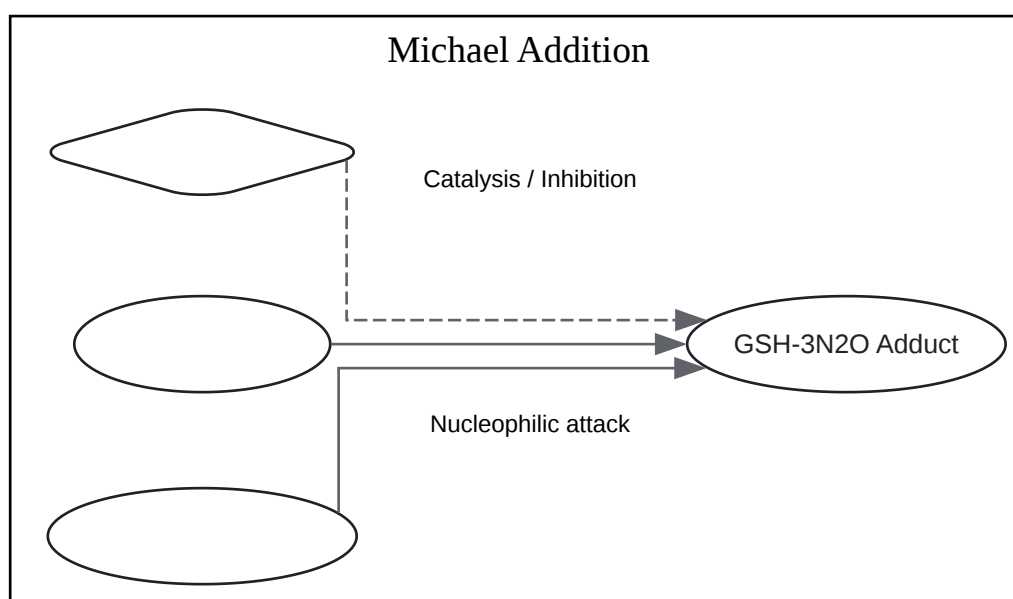 Michael Addition
Catalysis / Inhibition
GSH-3N2O Adduct
Nucleophilic attack